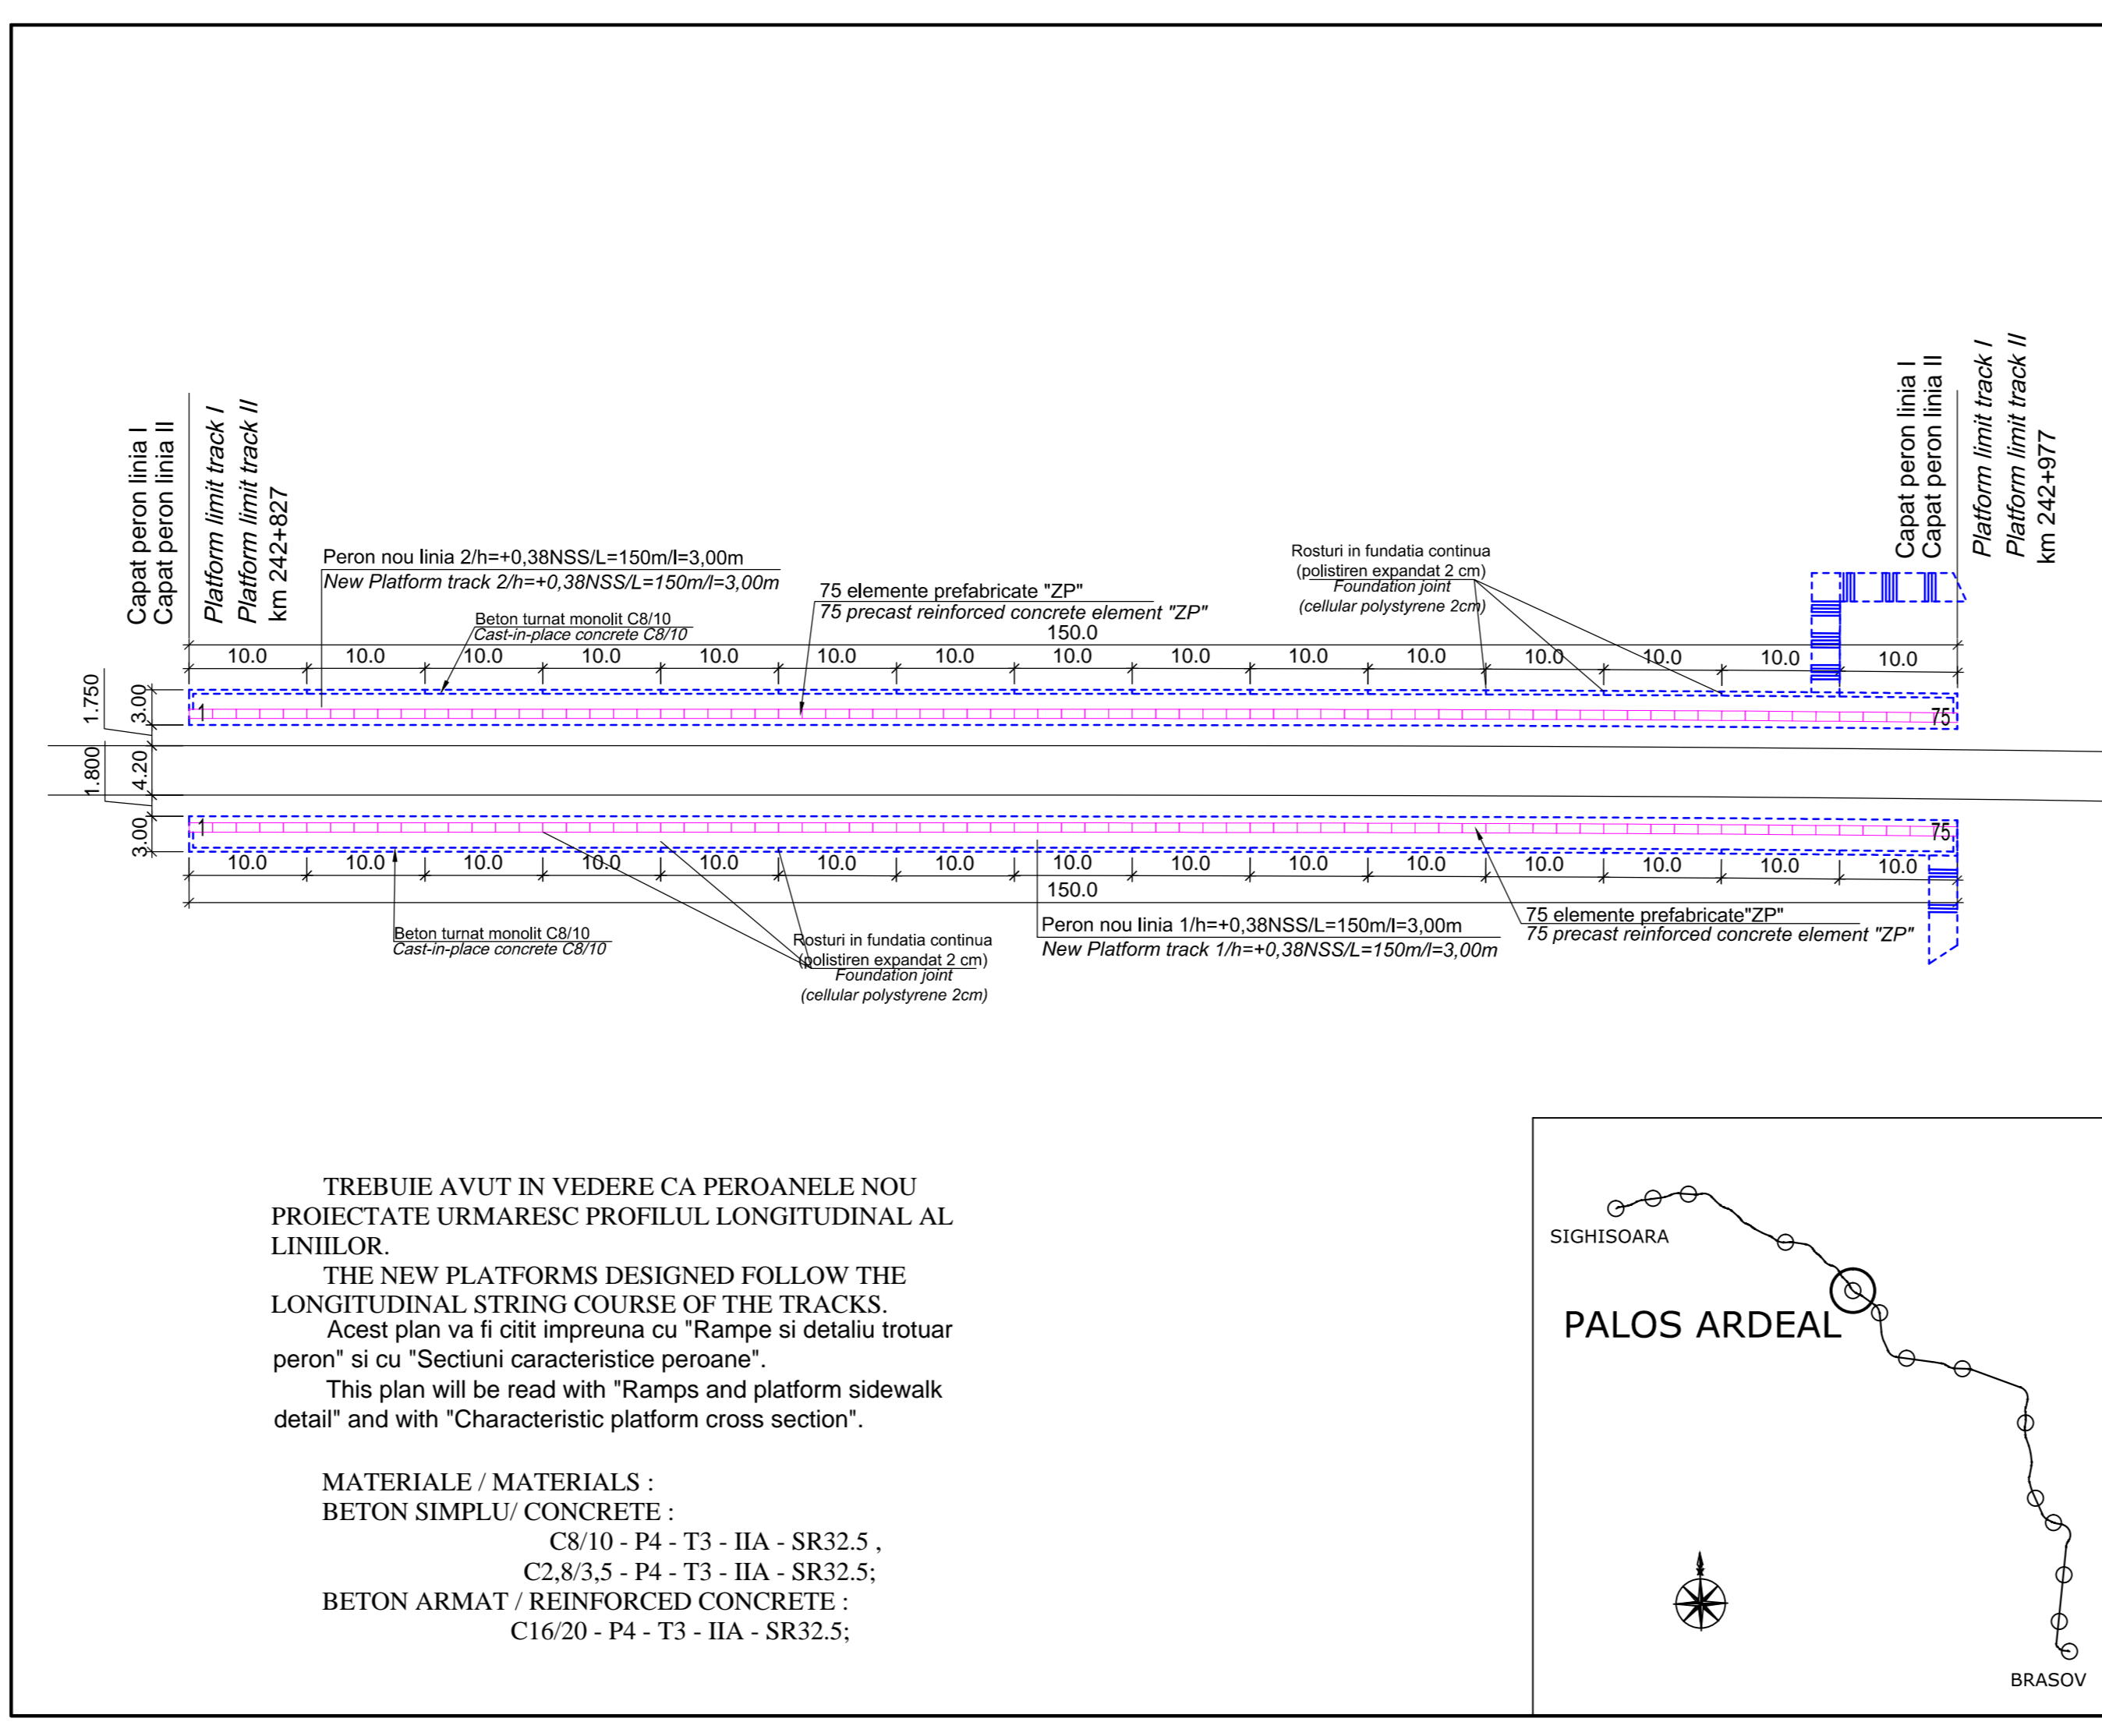 Capat peron linia I
Capat peron linia II
Platform limit track I
Platform limit track II
km 242+827
Capat peron linia I
Capat peron linia II
Platform limit track I
Platform limit track II
km 242+977
Peron nou linia 2/h=+0,38NSS/L=150m/l=3,00m
New Platform track 2/h=+0,38NSS/L=150m/l=3,00m
Beton turnat monolit C8/10
Cast-in-place concrete C8/10
75 elemente prefabricate "ZP"
75 precast reinforced concrete element "ZP"
Rosturi in fundatia continua
(polistiren expandat 2 cm)
Foundation joint
(cellular polystyrene 2cm)
150.0
10.0 10.0 10.0 10.0 10.0 10.0 10.0 10.0 10.0 10.0 10.0 10.0 10.0 10.0 10.0
1.750
3.00
1 75
1.800
4.20
3.00
1 75
10.0 10.0 10.0 10.0 10.0 10.0 10.0 10.0 10.0 10.0 10.0 10.0 10.0 10.0 10.0
150.0
Beton turnat monolit C8/10
Cast-in-place concrete C8/10
Rosturi in fundatia continua
(polistiren expandat 2 cm)
Foundation joint
(cellular polystyrene 2cm)
Peron nou linia 1/h=+0,38NSS/L=150m/l=3,00m
New Platform track 1/h=+0,38NSS/L=150m/l=3,00m
75 elemente prefabricate"ZP"
75 precast reinforced concrete element "ZP"
TREBUIE AVUT IN VEDERE CA PEROANELE NOU
PROIECTATE URMARESC PROFILUL LONGITUDINAL AL
LINIILOR.
THE NEW PLATFORMS DESIGNED FOLLOW THE
LONGITUDINAL STRING COURSE OF THE TRACKS.
Acest plan va fi citit impreuna cu "Rampe si detaliu trotuar
peron" si cu "Sectiuni caracteristice peroane".
This plan will be read with "Ramps and platform sidewalk
detail" and with "Characteristic platform cross section".
MATERIALE / MATERIALS :
BETON SIMPLU/ CONCRETE :
C8/10 - P4 - T3 - IIA - SR32.5 ,
C2,8/3,5 - P4 - T3 - IIA - SR32.5;
BETON ARMAT / REINFORCED CONCRETE :
C16/20 - P4 - T3 - IIA - SR32.5;
SIGHISOARA
PALOS ARDEAL
BRASOV